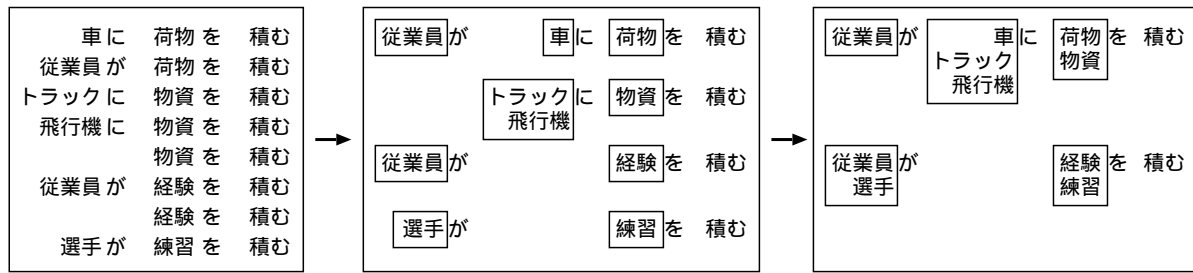 車に 荷物を 積む
従業員が 荷物を 積む
トラックに 物資を 積む
飛行機に 物資を 積む
物資を 積む
従業員が 経験を 積む
経験を 積む
選手が 練習を 積む
従業員が 車に 荷物を 積む
トラックに 物資を 積む
飛行機
従業員が 経験を 積む
選手が 練習を 積む
従業員が 車に 荷物を 積む
トラック 物資
飛行機
従業員が 経験を 積む
選手 練習